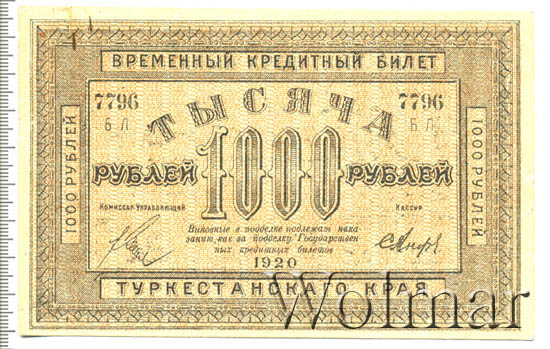 ВРЕМЕННЫЙ КРЕДИТНЫЙ БИЛЕТ
7796 7796
БЛ БЛ
ТЫСЯЧА
1000 РУБЛЕЙ
1000 РУБЛЕЙ
РУБЛЕЙ 1000 РУБЛЕЙ
КОМИССАР-УПРАВЛЯЮЩИЙ КАССИР
Виновные в подделке подлежат нака-
занию, как за подделку Государствен-
ных кредитных билетов
1920
ТУРКЕСТАНСКАГО КРАЯ
Wolmar